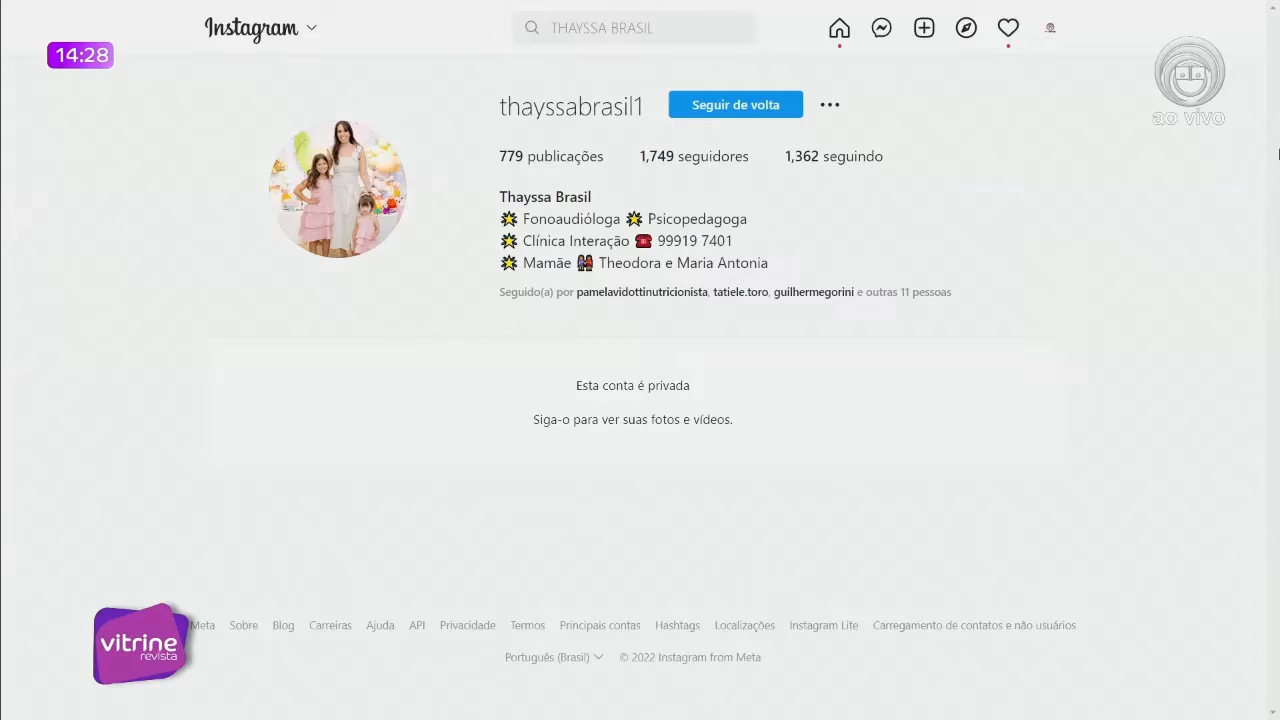 Instagram
THAYSSA BRASIL
14:28
ao vivo
thayssabrasil1 Seguir de volta
779 publicações 1,749 seguidores 1,362 seguindo
Thayssa Brasil
Fonoaudióloga Psicopedagoga
Clínica Interação 99919 7401
Mamãe Theodora e Maria Antonia
Seguido(a) por pamelavidottinutricionista, tatiele.toro, guilhermegorini e outras 11 pessoas
Esta conta é privada
Siga-o para ver suas fotos e vídeos.
Meta Sobre Blog Carreiras Ajuda API Privacidade Termos Principais contas Hashtags Localizações Instagram Lite Carregamento de contatos e não usuários
vitrine
revista
Português (Brasil) © 2022 Instagram from Meta